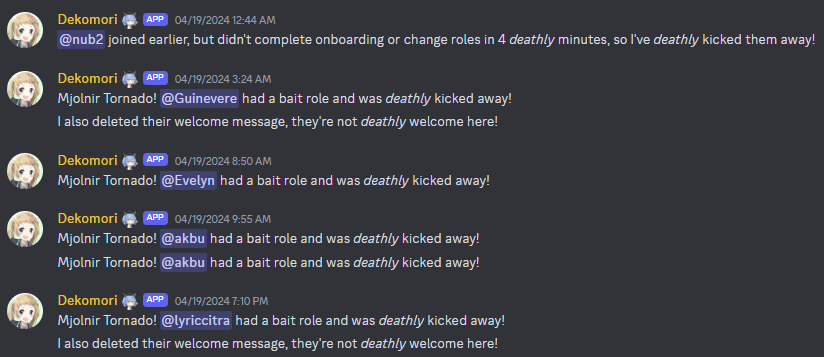 Dekomori APP 04/19/2024 12:44 AM
@nub2 joined earlier, but didn't complete onboarding or change roles in 4 deathly minutes, so I've deathly kicked them away!
Dekomori APP 04/19/2024 3:24 AM
Mjolnir Tornado! @Guinevere had a bait role and was deathly kicked away!
I also deleted their welcome message, they're not deathly welcome here!
Dekomori APP 04/19/2024 8:50 AM
Mjolnir Tornado! @Evelyn had a bait role and was deathly kicked away!
Dekomori APP 04/19/2024 9:55 AM
Mjolnir Tornado! @akbu had a bait role and was deathly kicked away!
Mjolnir Tornado! @akbu had a bait role and was deathly kicked away!
Dekomori APP 04/19/2024 7:10 PM
Mjolnir Tornado! @lyriccitra had a bait role and was deathly kicked away!
I also deleted their welcome message, they're not deathly welcome here!